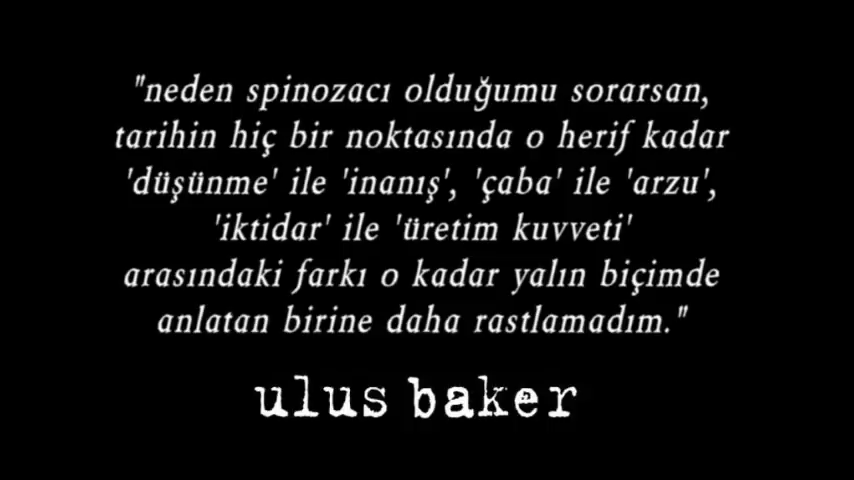 "neden spinozacı olduğumu sorarsan,
tarihin hiç bir noktasında o herif kadar
'düşünme' ile 'inanış', 'çaba' ile 'arzu',
'iktidar' ile 'üretim kuvveti'
arasındaki farkı o kadar yalın biçimde
anlatan birine daha rastlamadım."
ulus baker